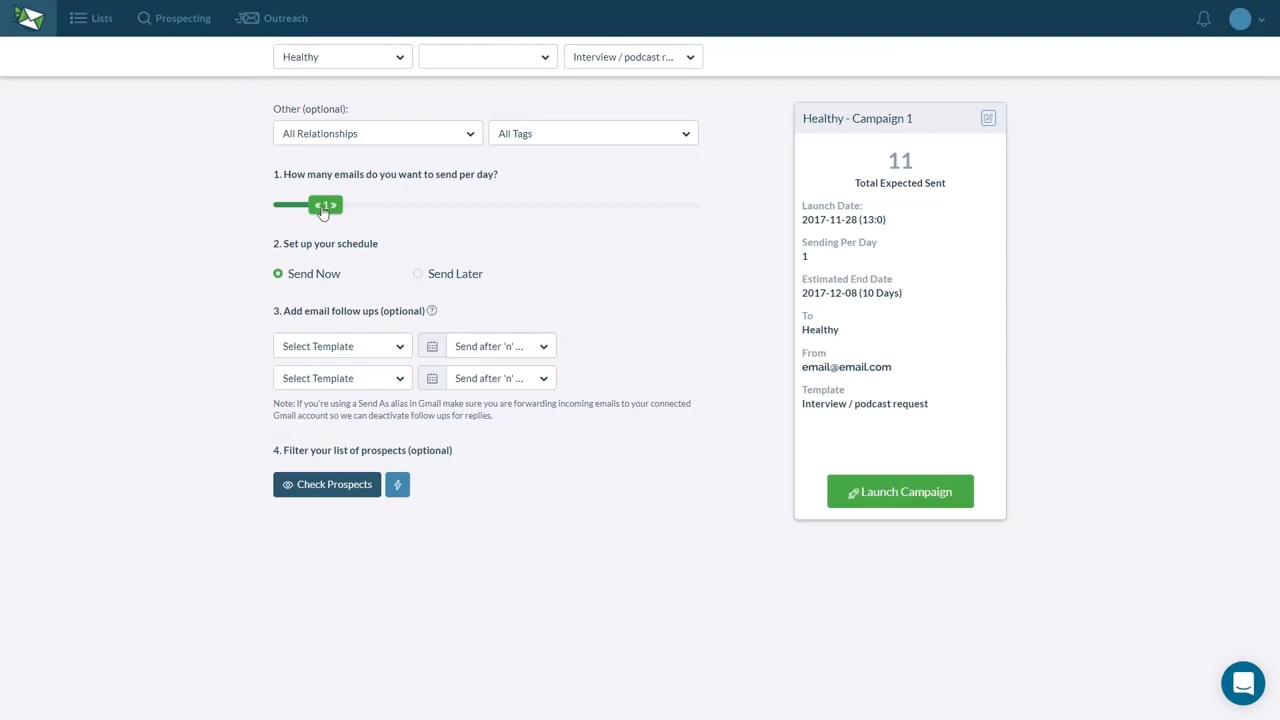 Lists Prospecting Outreach
Healthy Interview / podcast r...
Other (optional):
All Relationships All Tags
1. How many emails do you want to send per day?
« 1 »
2. Set up your schedule
Send Now Send Later
3. Add email follow ups (optional) ?
Select Template Send after 'n' ...
Select Template Send after 'n' ...
Note: If you're using a Send As alias in Gmail make sure you are forwarding incoming emails to your connected
Gmail account so we can deactivate follow ups for replies.
4. Filter your list of prospects (optional)
Check Prospects
Healthy - Campaign 1
11
Total Expected Sent
Launch Date:
2017-11-28 (13:0)
Sending Per Day
1
Estimated End Date
2017-12-08 (10 Days)
To
Healthy
From
email@email.com
Template
Interview / podcast request
Launch Campaign